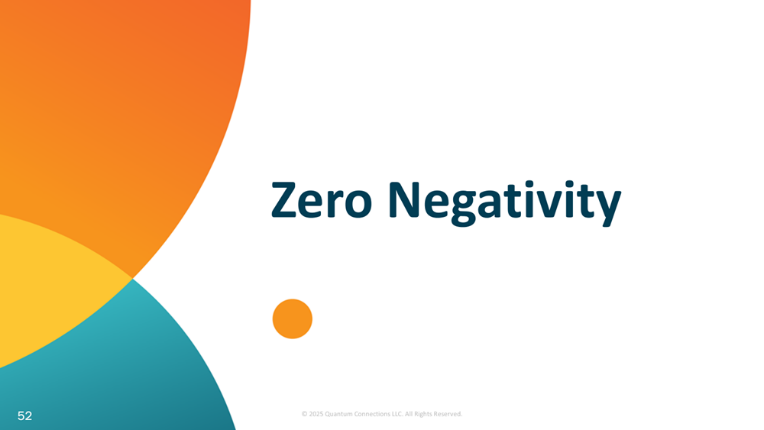 Zero Negativity
52
© 2025 Quantum Connections LLC. All Rights Reserved.